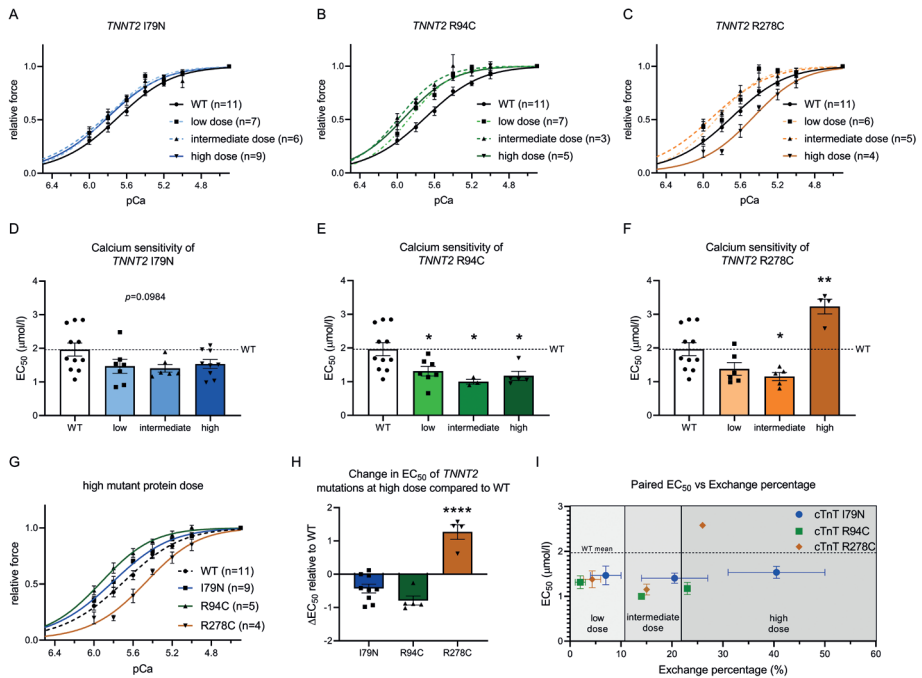 A
TNNT2 I79N
relative force
1.0
0.5
0.0
6.4
6.0
5.6
5.2
4.8
pCa
WT (n=11)
low dose (n=7)
intermediate dose (n=6)
high dose (n=9)
B
TNNT2 R94C
relative force
1.0
0.5
0.0
6.4
6.0
5.6
5.2
4.8
pCa
WT (n=11)
low dose (n=7)
intermediate dose (n=3)
high dose (n=5)
C
TNNT2 R278C
relative force
1.0
0.5
0.0
6.4
6.0
5.6
5.2
4.8
pCa
WT (n=11)
low dose (n=6)
intermediate dose (n=5)
high dose (n=4)
D
Calcium sensitivity of
TNNT2 I79N
p=0.0984
EC50 (µmol/l)
4
3
2
1
0
WT
WT
low
intermediate
high
E
Calcium sensitivity of
TNNT2 R94C
EC50 (µmol/l)
4
3
2
1
0
* * *
WT
WT
low
intermediate
high
F
Calcium sensitivity of
TNNT2 R278C
EC50 (µmol/l)
4
3
2
1
0
* **
WT
WT
low
intermediate
high
G
high mutant protein dose
relative force
1.0
0.5
0.0
6.4
6.0
5.6
5.2
4.8
pCa
WT (n=11)
I79N (n=9)
R94C (n=5)
R278C (n=4)
H
Change in EC50 of TNNT2
mutations at high dose compared to WT
ΔEC50 relative to WT
2
1
0
-1
-2
****
I79N
R94C
R278C
I
Paired EC50 vs Exchange percentage
EC50 (µmol/l)
3
2
1
0
WT mean
cTnT I79N
cTnT R94C
cTnT R278C
low
dose
intermediate
dose
high
dose
0
10
20
30
40
50
60
Exchange percentage (%)